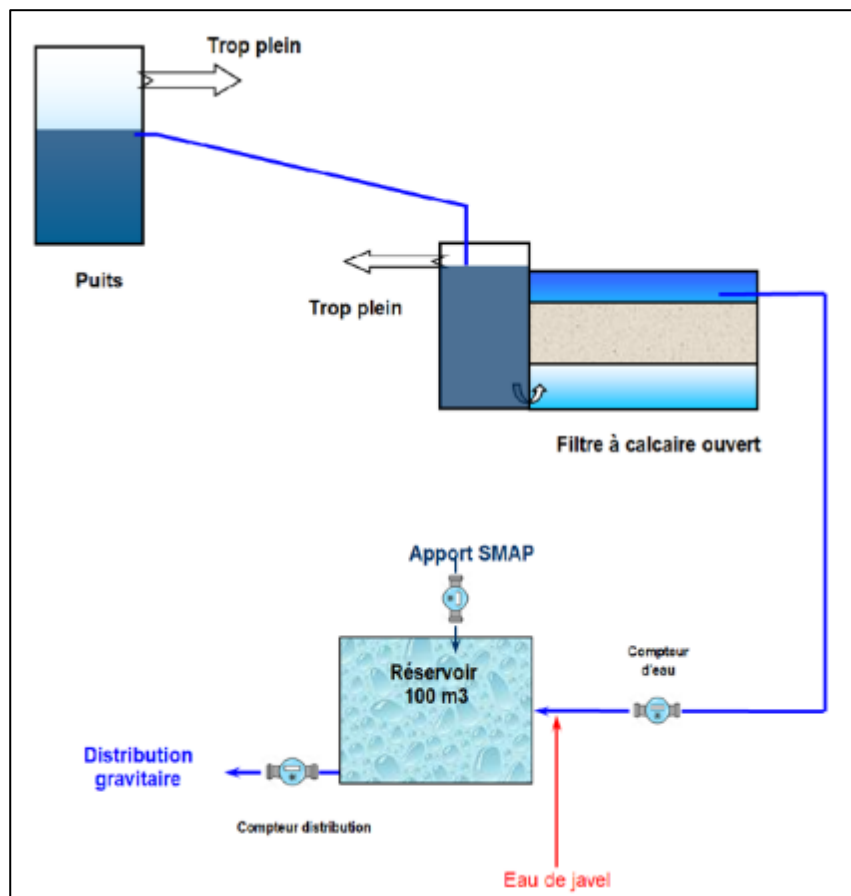 Trop plein
Puits
Trop plein
Filtre à calcaire ouvert
Apport SMAP
Réservoir
100 m3
Compteur
d'eau
Distribution
gravitaire
Compteur distribution
Eau de javel